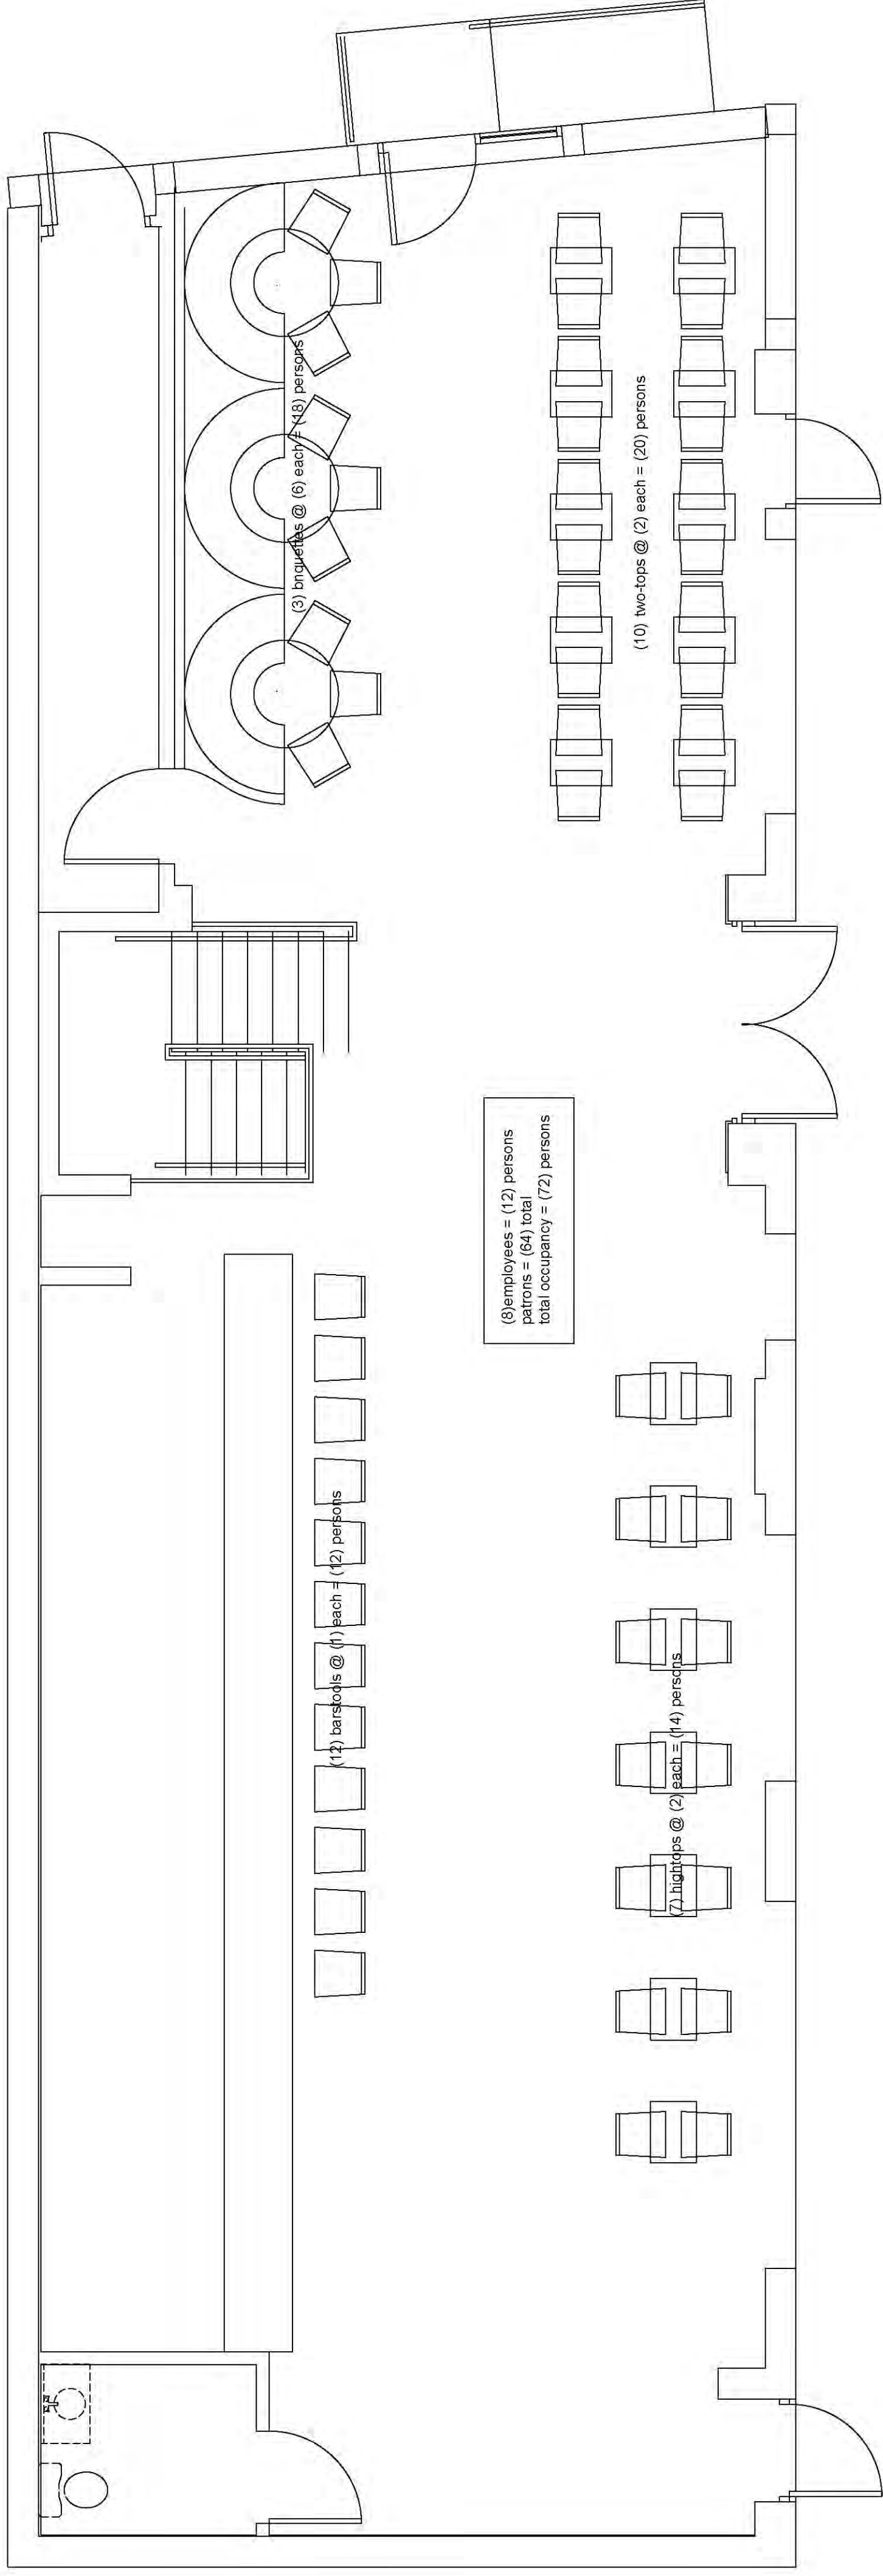 (3) bnquettes @ (6) each = (18) persons
(10) two-tops @ (2) each = (20) persons
(8)employees = (12) persons
patrons = (64) total
total occupancy = (72) persons
(12) barstools @ (1) each = (12) persons
(7) hightops @ (2) each = (14) persons